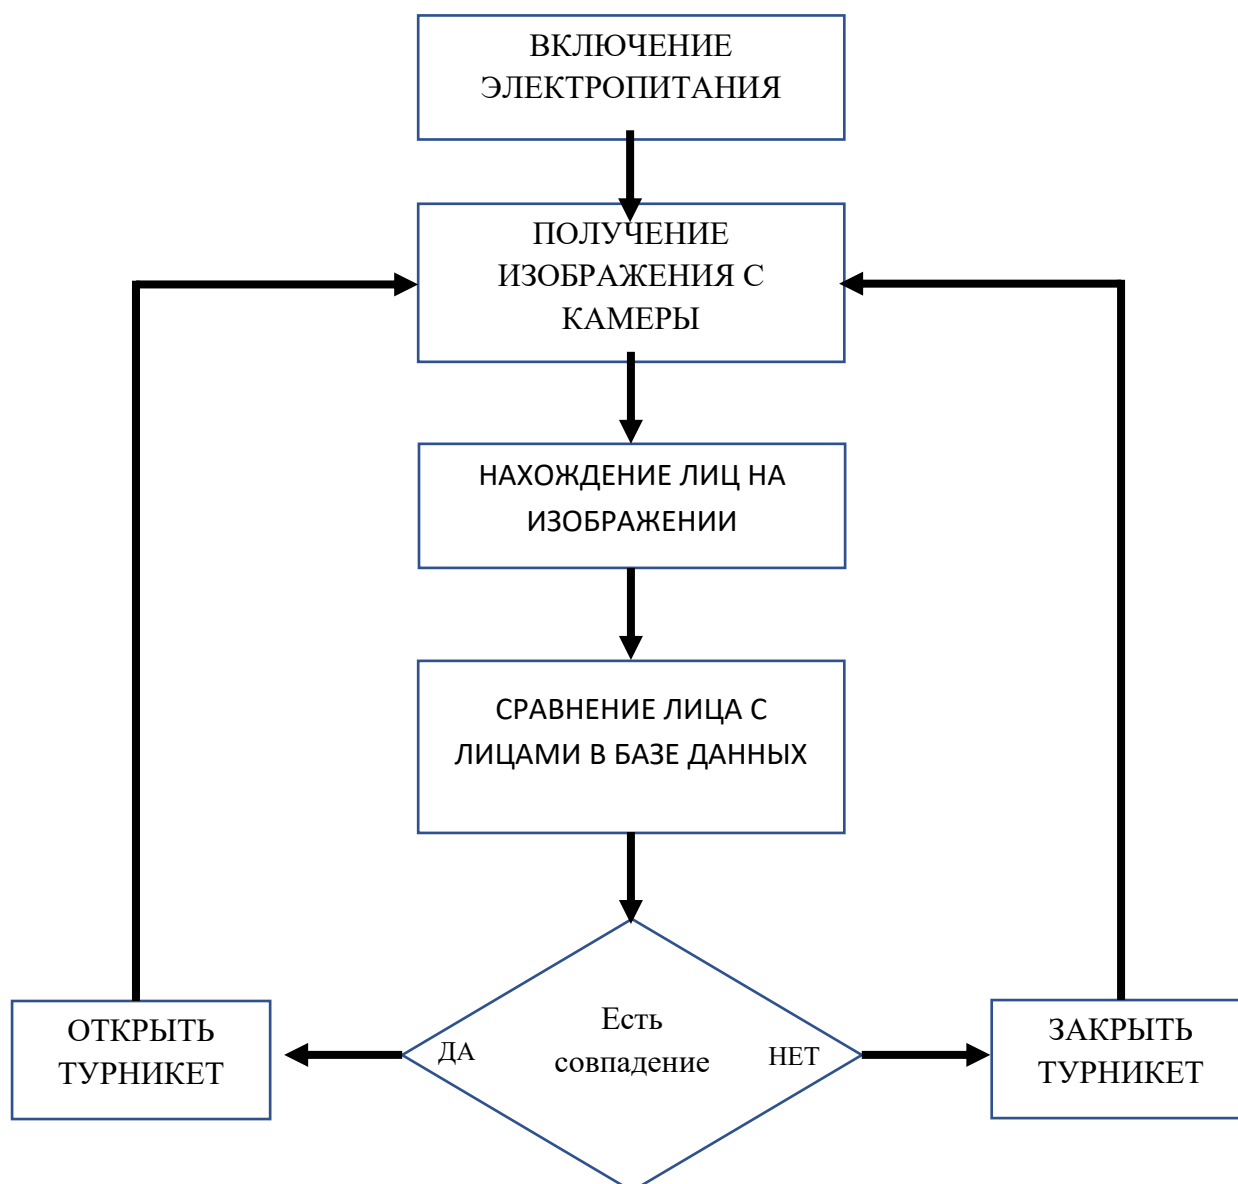 ВКЛЮЧЕНИЕ
ЭЛЕКТРОПИТАНИЯ
ПОЛУЧЕНИЕ
ИЗОБРАЖЕНИЯ С
КАМЕРЫ
НАХОЖДЕНИЕ ЛИЦ НА
ИЗОБРАЖЕНИИ
СРАВНЕНИЕ ЛИЦА С
ЛИЦАМИ В БАЗЕ ДАННЫХ
Есть
совпадение
ДА
НЕТ
ОТКРЫТЬ
ТУРНИКЕТ
ЗАКРЫТЬ
ТУРНИКЕТ